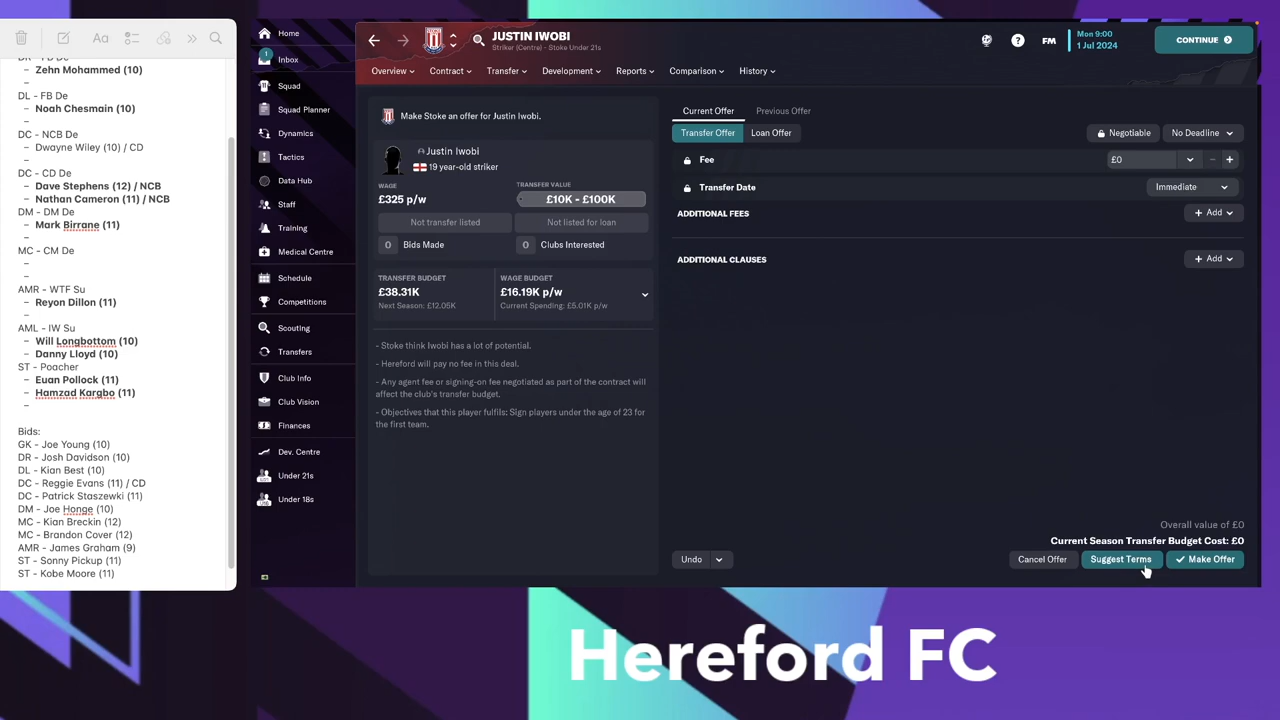 Aa
DR - FB De
– Zehn Mohammed (10)
–
DL - FB De
– Noah Chesmain (10)
–
DC - NCB De
– Dwayne Wiley (10) / CD
–
DC - CD De
– Dave Stephens (12) / NCB
– Nathan Cameron (11) / NCB
DM - DM De
– Mark Birrane (11)
–
MC - CM De
–
–
AMR - WTF Su
– Reyon Dillon (11)
–
AML - IW Su
– Will Longbottom (10)
– Danny Lloyd (10)
ST - Poacher
– Euan Pollock (11)
– Hamzad Kargbo (11)
–
Bids:
GK - Joe Young (10)
DR - Josh Davidson (10)
DL - Kian Best (10)
DC - Reggie Evans (11) / CD
DC - Patrick Staszewki (11)
DM - Joe Honge (10)
MC - Kian Breckin (12)
MC - Brandon Cover (12)
AMR - James Graham (9)
ST - Sonny Pickup (11)
ST - Kobe Moore (11)
Home
1
Inbox
Squad
Squad Planner
Dynamics
Tactics
Data Hub
Staff
Training
Medical Centre
Schedule
Competitions
Scouting
Transfers
Club Info
Club Vision
Finances
Dev. Centre
Under 21s
Under 18s
JUSTIN IWOBI
Striker (Centre) - Stoke Under 21s
? FM
Mon 9:00
1 Jul 2024
CONTINUE
Overview Contract Transfer Development Reports Comparison History
Make Stoke an offer for Justin Iwobi.
Justin Iwobi
19 year-old striker
WAGE
£325 p/w
TRANSFER VALUE
£10K - £100K
Not transfer listed Not listed for loan
0 Bids Made 0 Clubs Interested
TRANSFER BUDGET
£38.31K
Next Season: £12.05K
WAGE BUDGET
£16.19K p/w
Current Spending: £5.01K p/w
- Stoke think Iwobi has a lot of potential.
- Hereford will pay no fee in this deal.
- Any agent fee or signing-on fee negotiated as part of the contract will
affect the club's transfer budget.
- Objectives that this player fulfils: Sign players under the age of 23 for
the first team.
Current Offer Previous Offer
Transfer Offer Loan Offer Negotiable No Deadline
Fee £0 − +
Transfer Date Immediate
ADDITIONAL FEES + Add
ADDITIONAL CLAUSES + Add
Overall value of £0
Current Season Transfer Budget Cost: £0
Undo Cancel Offer Suggest Terms Make Offer
Hereford FC